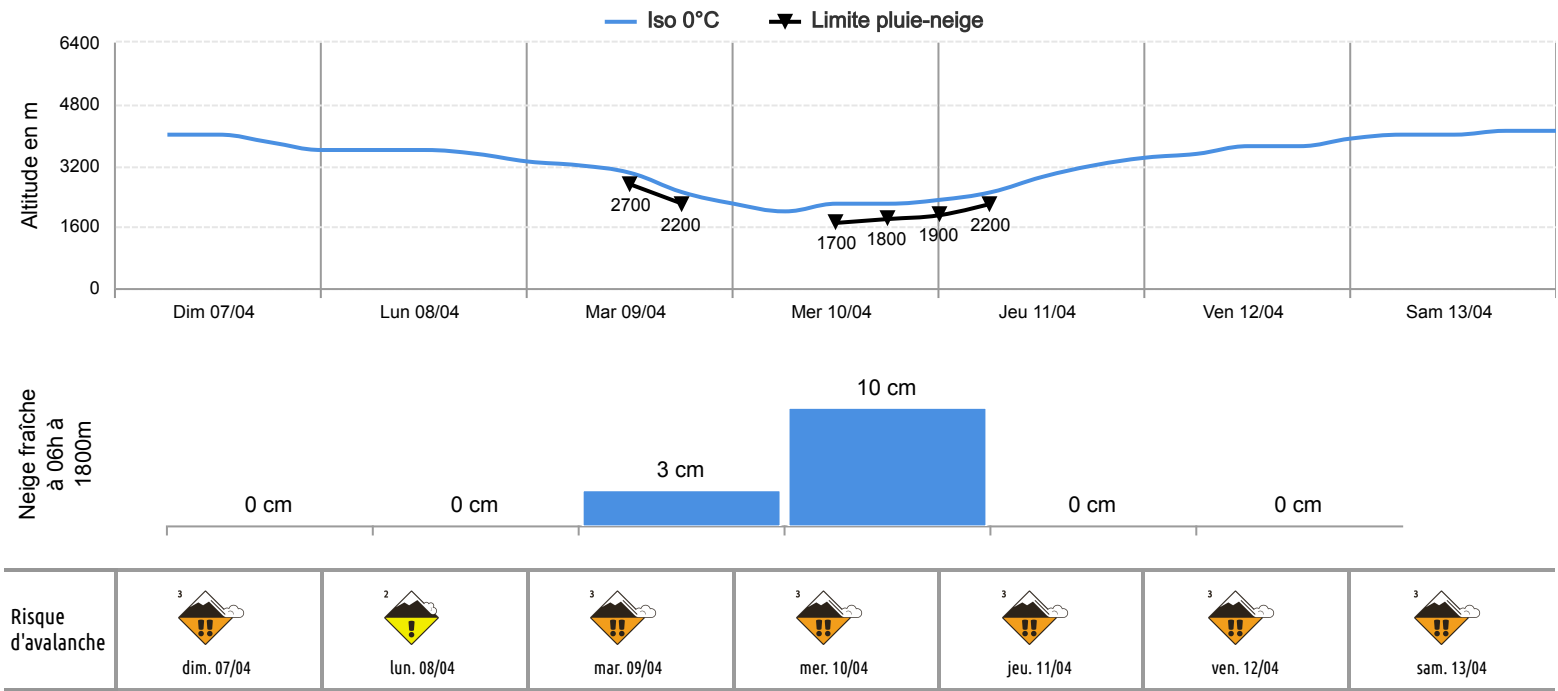 Iso 0°C Limite pluie-neige
6400
4800
3200
1600
0
Altitude en m
2700
2200
1700
1800
1900
2200
Dim 07/04 Lun 08/04 Mar 09/04 Mer 10/04 Jeu 11/04 Ven 12/04 Sam 13/04
Neige fraîche
à 06h à
1800m
0 cm 0 cm 3 cm 10 cm 0 cm 0 cm
Risque
d'avalanche
3 2 3 3 3 3 3
dim. 07/04 lun. 08/04 mar. 09/04 mer. 10/04 jeu. 11/04 ven. 12/04 sam. 13/04